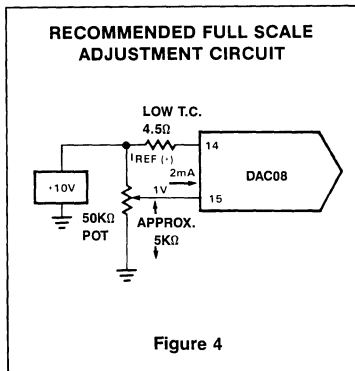 RECOMMENDED FULL SCALE
ADJUSTMENT CIRCUIT
LOW T.C.
4.5Ω
IREF (·)
14
+10V
2mA
DAC08
1V
15
50KΩ
POT
APPROX.
5KΩ
Figure 4